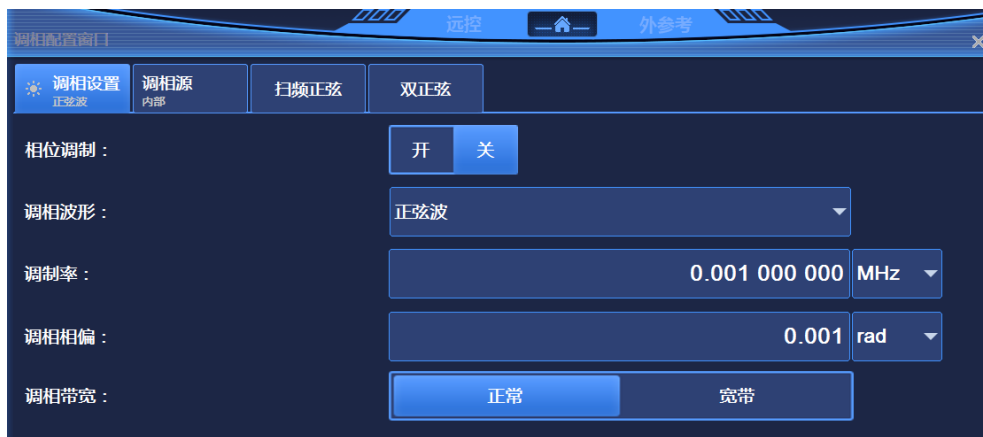 远控 外参考
调相配置窗口
调相设置 调相源 扫频正弦 双正弦
正弦波 内部
相位调制： 开 关
调相波形： 正弦波
调制率： 0.001 000 000 MHz
调相相偏： 0.001 rad
调相带宽： 正常 宽带